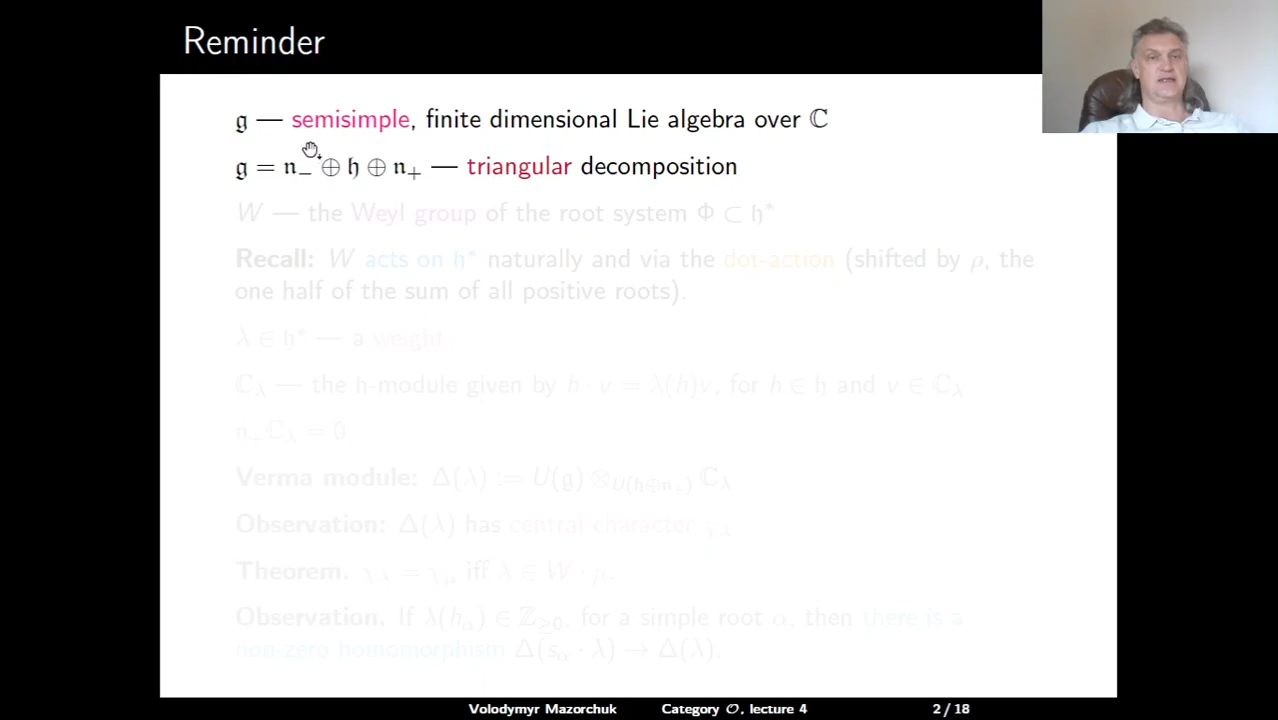 Reminder
𝔤 — semisimple, finite dimensional Lie algebra over ℂ
𝔤 = 𝔫₋ ⊕ 𝔥 ⊕ 𝔫₊ — triangular decomposition
W — the Weyl group of the root system Φ ⊂ 𝔥*
Recall: W acts on 𝔥* naturally and via the dot-action (shifted by ρ, the
one half of the sum of all positive roots).
λ ∈ 𝔥* — a weight
ℂ_λ — the 𝔥-module given by h · v = λ(h)v, for h ∈ 𝔥 and v ∈ ℂ_λ
𝔫₊ℂ_λ = 0
Verma module: Δ(λ) := U(𝔤) ⊗_{U(𝔥⊕𝔫₊)} ℂ_λ
Observation: Δ(λ) has central character χ_λ.
Theorem. χ_λ = χ_μ iff λ ∈ W · μ.
Observation. If λ(h_α) ∈ ℤ_{≥0}, for a simple root α, then there is a
non-zero homomorphism Δ(s_α · λ) → Δ(λ).
Volodymyr Mazorchuk Category 𝒪, lecture 4 2 / 18